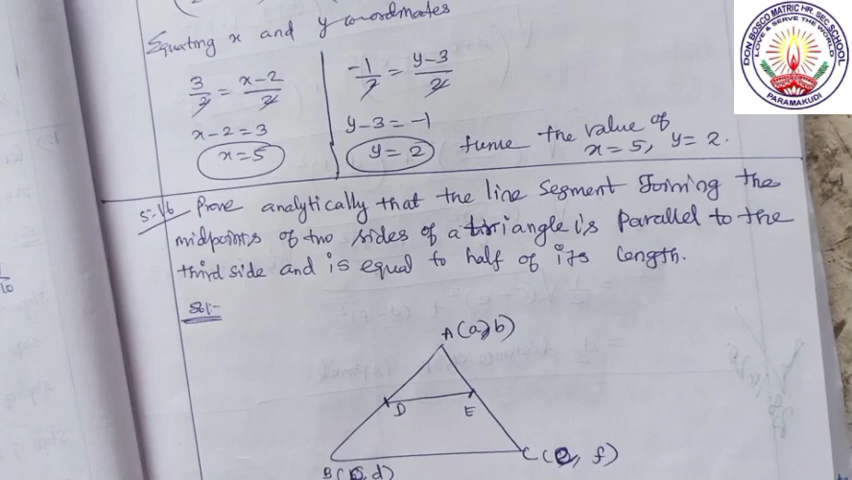 Equating x and y coordinates
3/2 = x-2/2
x-2=3
x=5
-1/2 = y-3/2
y-3=-1
y=2
the value of
x=5, y=2.
5.16 Prove analytically that the line segment Joining the
midpoints of two sides of a triangle is parallel to the
third side and is equal to half of its length.
Sol:-
A(a,b)
D
E
B(c,d)
C(e, f)
DON BOSCO MATRIC HR. SEC. SCHOOL
LOVE & SERVE THE WORLD
PARAMAKUDI